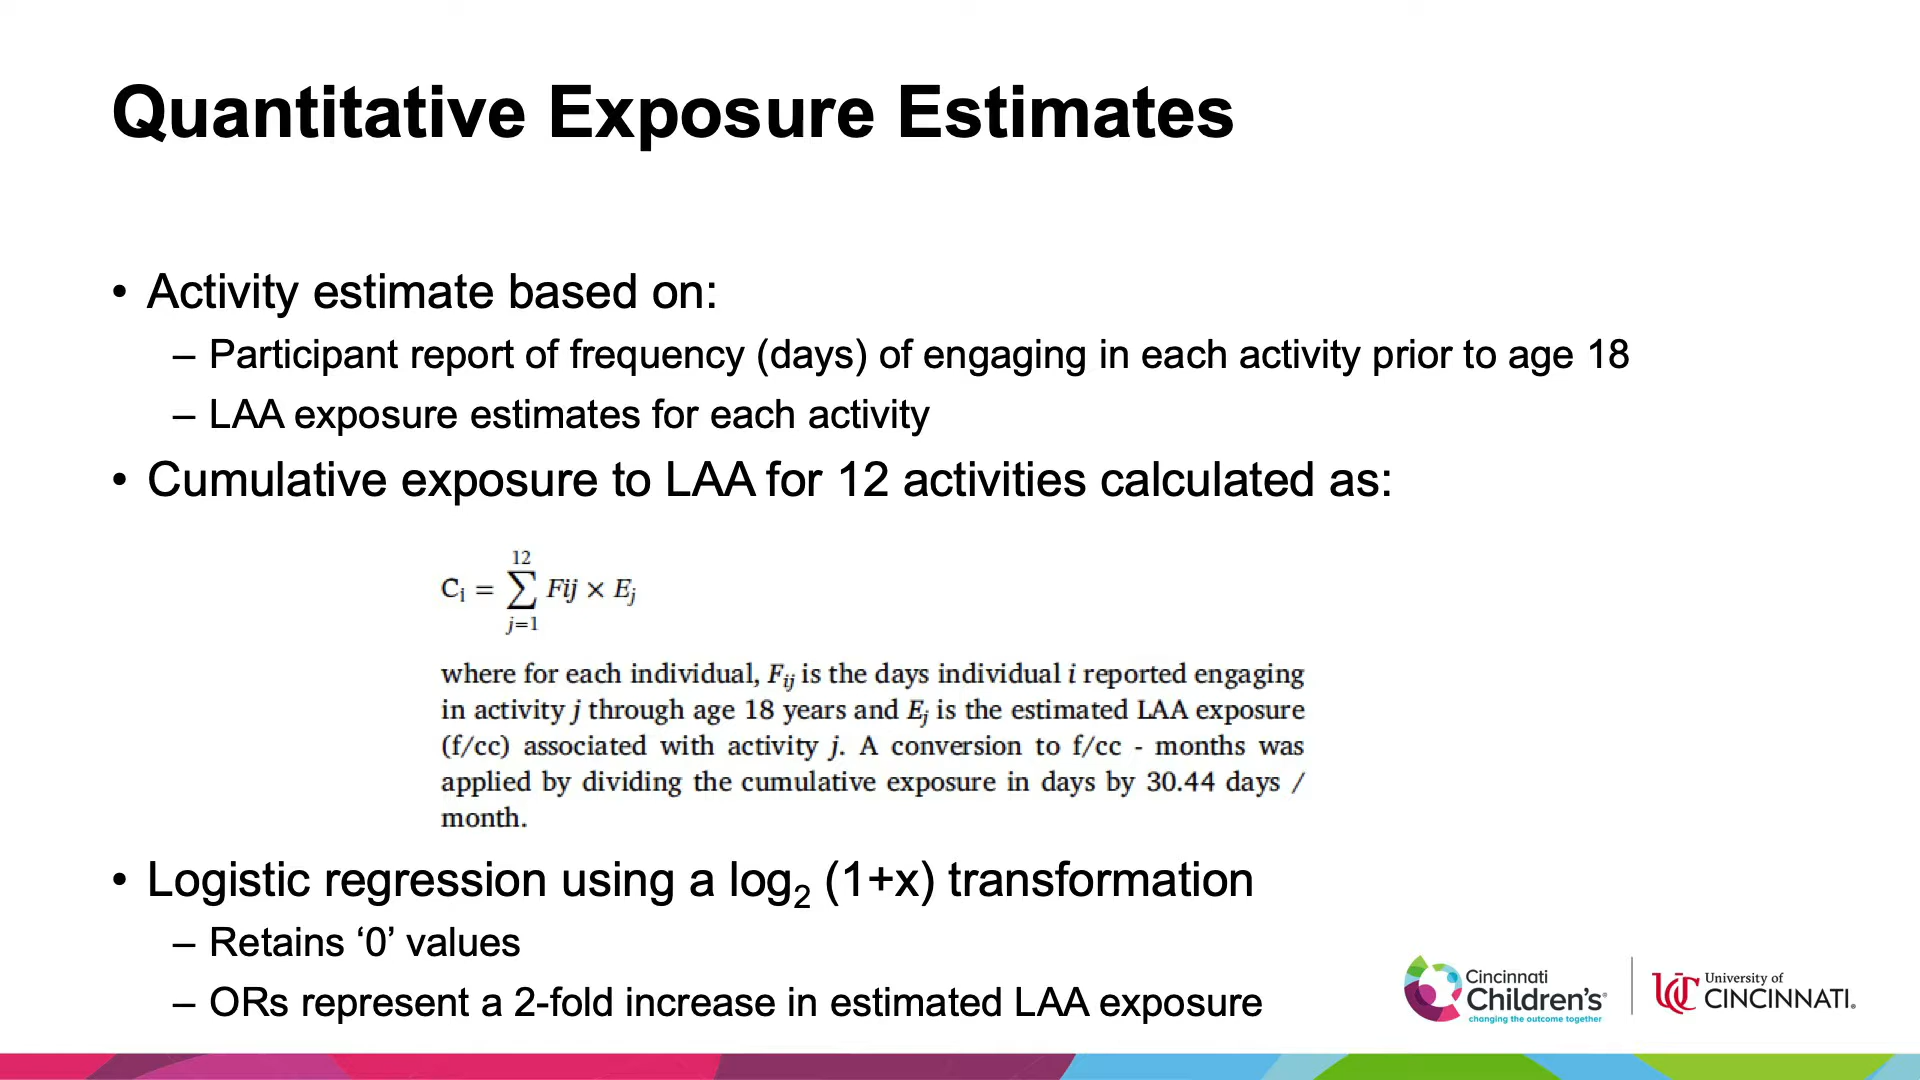 Quantitative Exposure Estimates
• Activity estimate based on:
– Participant report of frequency (days) of engaging in each activity prior to age 18
– LAA exposure estimates for each activity
• Cumulative exposure to LAA for 12 activities calculated as:
12
Cᵢ = ∑ Fij × Eⱼ
j=1
where for each individual, Fᵢⱼ is the days individual i reported engaging
in activity j through age 18 years and Eⱼ is the estimated LAA exposure
(f/cc) associated with activity j. A conversion to f/cc - months was
applied by dividing the cumulative exposure in days by 30.44 days /
month.
• Logistic regression using a log₂ (1+x) transformation
– Retains ‘0’ values
– ORs represent a 2-fold increase in estimated LAA exposure
Cincinnati
Children's®
changing the outcome together
UC
University of
CINCINNATI®